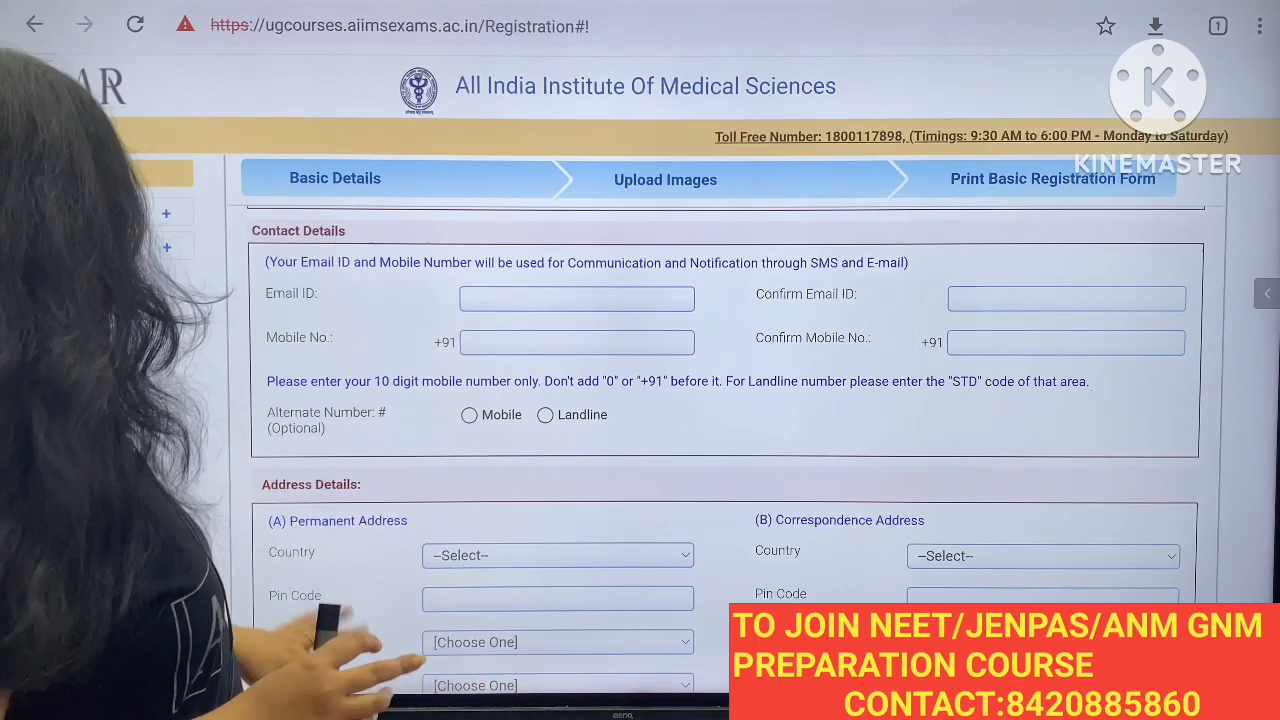 https://ugcourses.aiimsexams.ac.in/Registration#!
1
AR
All India Institute Of Medical Sciences
K
KINEMASTER
Toll Free Number: 1800117898, (Timings: 9:30 AM to 6:00 PM - Monday to Saturday)
Basic Details
Upload Images
Print Basic Registration Form
+
+
Contact Details
(Your Email ID and Mobile Number will be used for Communication and Notification through SMS and E-mail)
Email ID:
Confirm Email ID:
Mobile No.: +91
Confirm Mobile No.: +91
Please enter your 10 digit mobile number only. Don't add "0" or "+91" before it. For Landline number please enter the "STD" code of that area.
Alternate Number: # Mobile Landline
(Optional)
Address Details:
(A) Permanent Address
(B) Correspondence Address
Country --Select--
Country --Select--
Pin Code
Pin Code
[Choose One]
[Choose One]
TO JOIN NEET/JENPAS/ANM GNM
PREPARATION COURSE
CONTACT:8420885860
BenQ